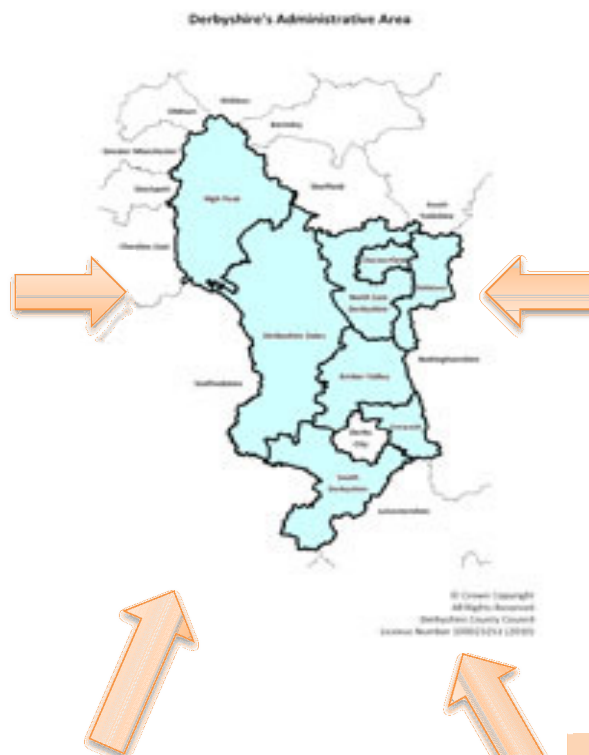 Derbyshire's Administrative Area
Oldham
Kirklees
Barnsley
Greater Manchester
Stockport
Sheffield
High Peak
South
Yorkshire
Cheshire East
Chesterfield
Bolsover
North East
Derbyshire
Derbyshire Dales
Nottinghamshire
Amber Valley
Staffordshire
Erewash
Derby
City
South
Derbyshire
Leicestershire
© Crown Copyright
All Rights Reserved
Derbyshire County Council